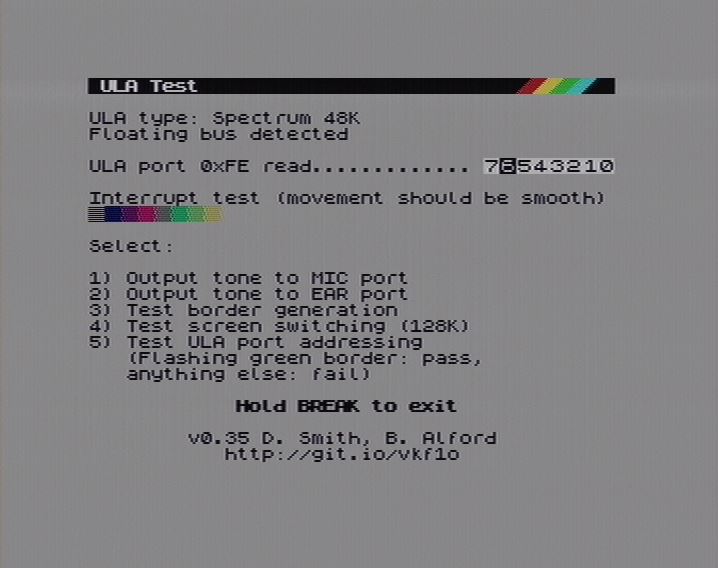 ULA Test
ULA type: Spectrum 48K
Floating bus detected
ULA port 0xFE read............. 76543210
Interrupt test (movement should be smooth)
Select:
1) Output tone to MIC port
2) Output tone to EAR port
3) Test border generation
4) Test screen switching (128K)
5) Test ULA port addressing
(Flashing green border: pass,
anything else: fail)
Hold BREAK to exit
v0.35 D. Smith, B. Alford
http://git.io/vkf1o